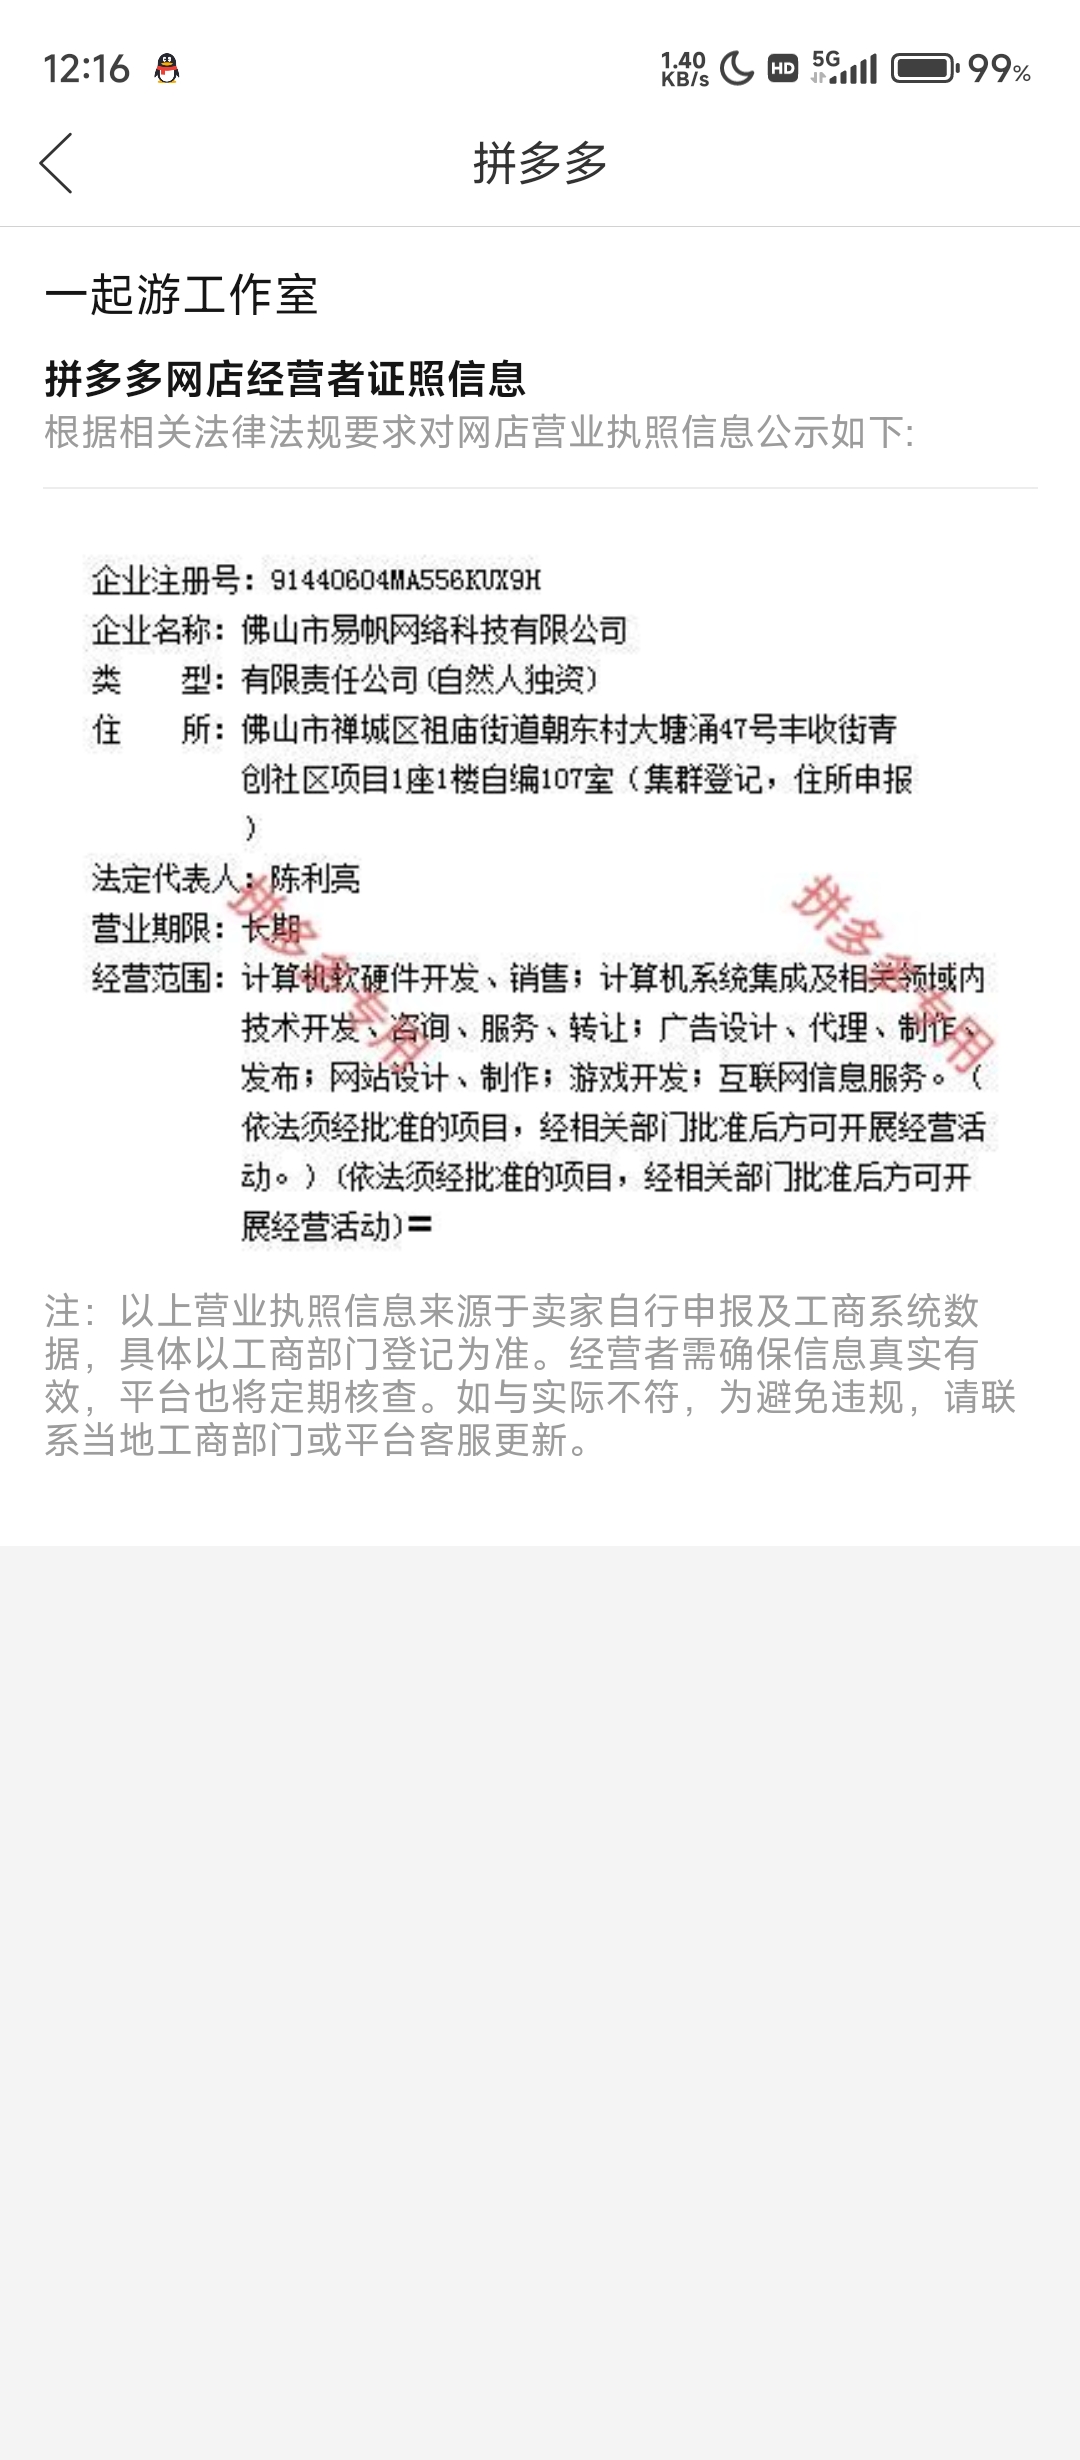 12:16
1.40
KB/s
HD
5G
99%
拼多多
一起游工作室
拼多多网店经营者证照信息
根据相关法律法规要求对网店营业执照信息公示如下:
企业注册号：91440604MA556KUX9H
企业名称：佛山市易帆网络科技有限公司
类 型：有限责任公司(自然人独资)
住 所：佛山市禅城区祖庙街道朝东村大塘涌47号丰收街青
创社区项目1座1楼自编107室（集群登记，住所申报
）
法定代表人：陈利亮
营业期限：长期
经营范围：计算机软硬件开发、销售；计算机系统集成及相关领域内
技术开发、咨询、服务、转让；广告设计、代理、制作、
发布；网站设计、制作；游戏开发；互联网信息服务。（
依法须经批准的项目，经相关部门批准后方可开展经营活
动。）(依法须经批准的项目，经相关部门批准后方可开
展经营活动)=
拼多多专用
拼多多专用
注：以上营业执照信息来源于卖家自行申报及工商系统数
据，具体以工商部门登记为准。经营者需确保信息真实有
效，平台也将定期核查。如与实际不符，为避免违规，请联
系当地工商部门或平台客服更新。